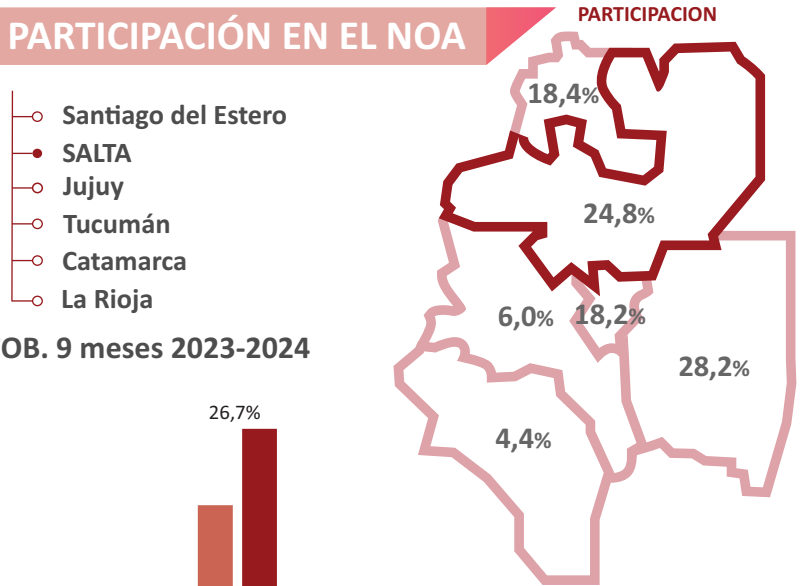 PARTICIPACIÓN EN EL NOA
PARTICIPACION
Santiago del Estero
SALTA
Jujuy
Tucumán
Catamarca
La Rioja
18,4%
24,8%
6,0%
18,2%
28,2%
4,4%
OB. 9 meses 2023-2024
26,7%